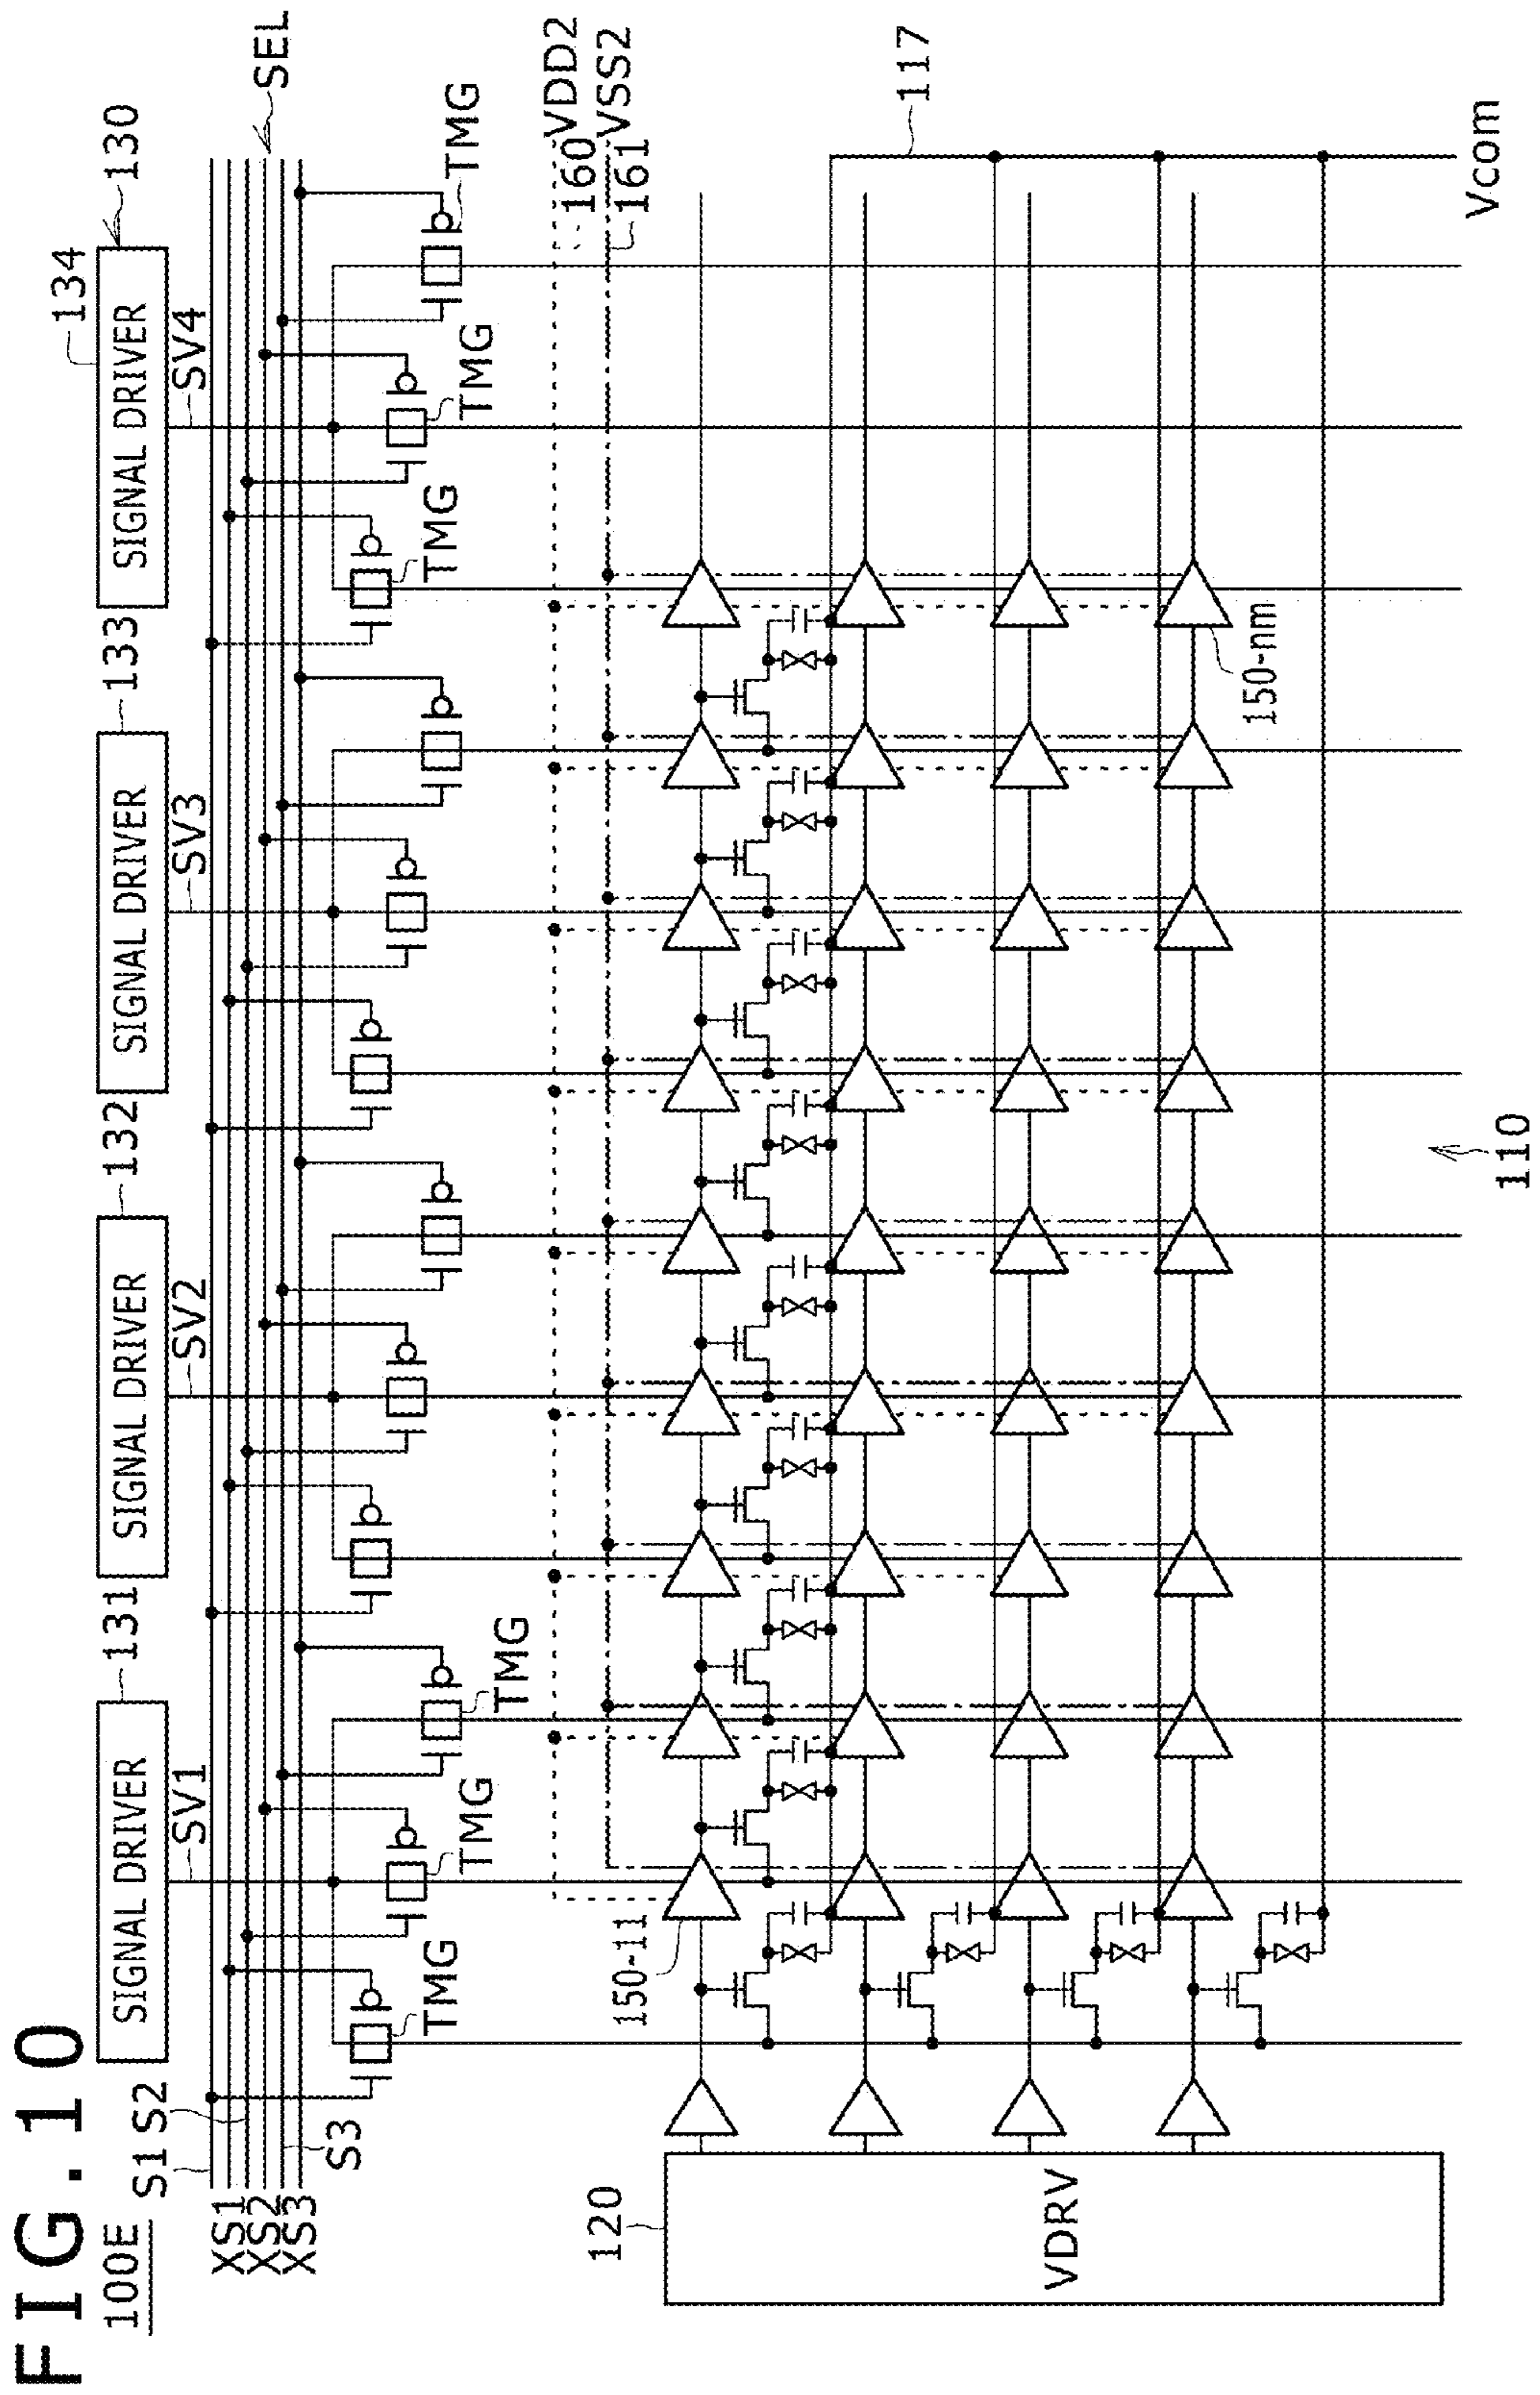 FIG.10
100E
130
131
132
133
134
SIGNAL DRIVER
SIGNAL DRIVER
SIGNAL DRIVER
SIGNAL DRIVER
SV1
SV2
SV3
SV4
S1
S2
XS1
XS2
XS3
S3
SEL
TMG
TMG
TMG
TMG
TMG
TMG
VDD2
160
VSS2
161
150-11
150-nm
117
120
VDRV
Vcom
110